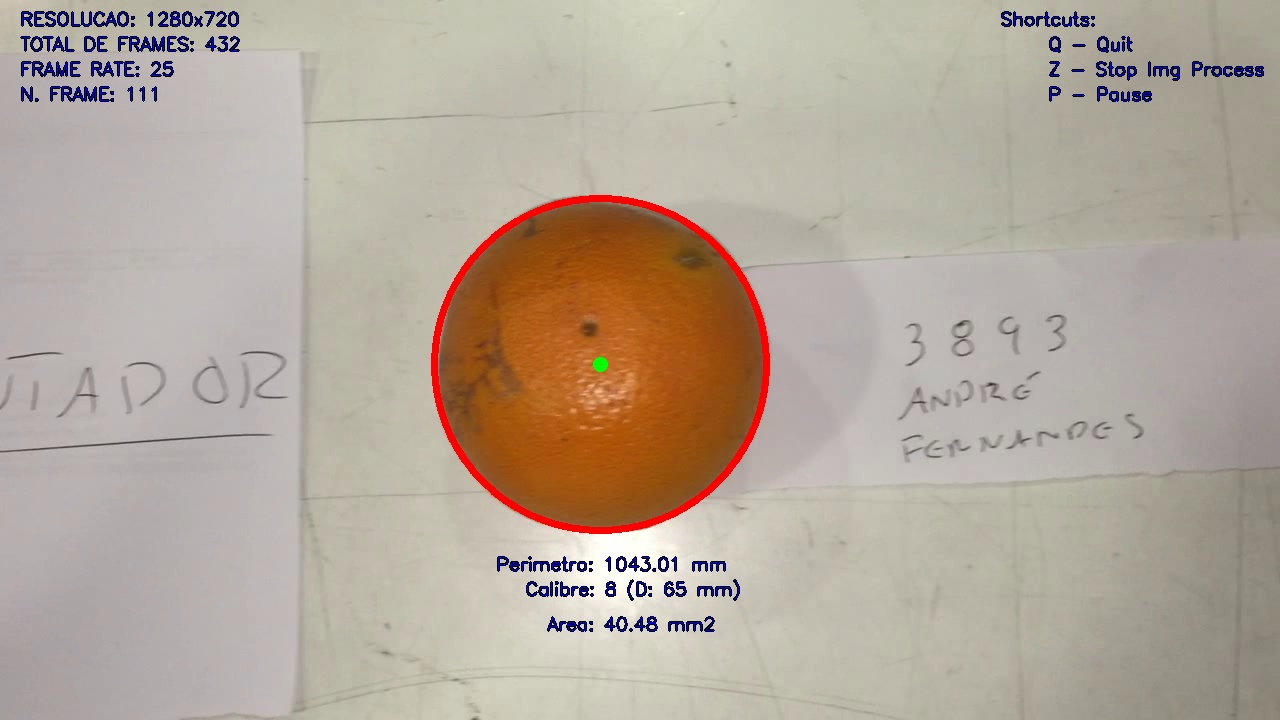 RESOLUCAO: 1280x720
TOTAL DE FRAMES: 432
FRAME RATE: 25
N. FRAME: 111
Shortcuts:
Q - Quit
Z - Stop Img Process
P - Pause
TADOR
3893
ANDRÉ
FERNANDES
Perimetro: 1043.01 mm
Calibre: 8 (D: 65 mm)
Area: 40.48 mm2